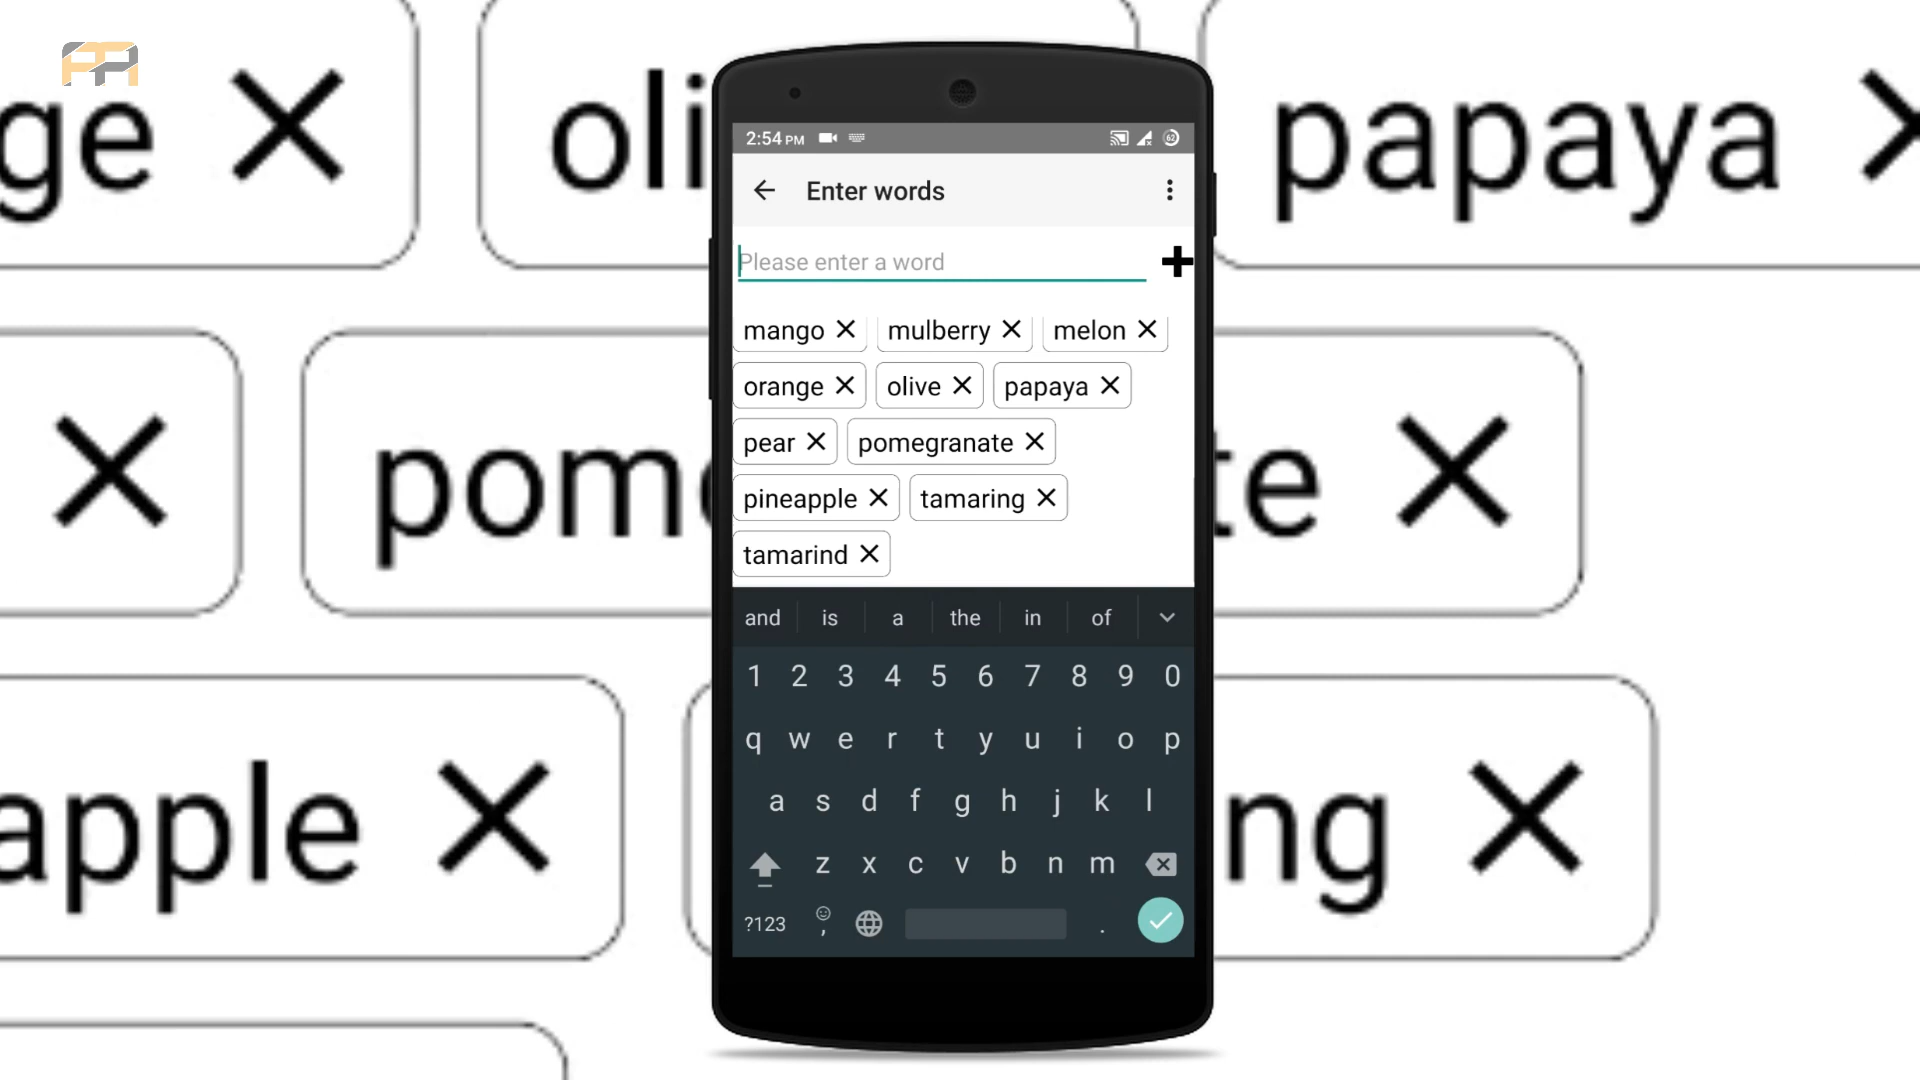 ge ✕ oli papaya ✕
✕ pom te ✕
apple ✕ ng ✕
2:54 PM 62
Enter words
Please enter a word
mango ✕ mulberry ✕ melon ✕
orange ✕ olive ✕ papaya ✕
pear ✕ pomegranate ✕
pineapple ✕ tamaring ✕
tamarind ✕
and is a the in of
1 2 3 4 5 6 7 8 9 0
q w e r t y u i o p
a s d f g h j k l
z x c v b n m
?123 , .